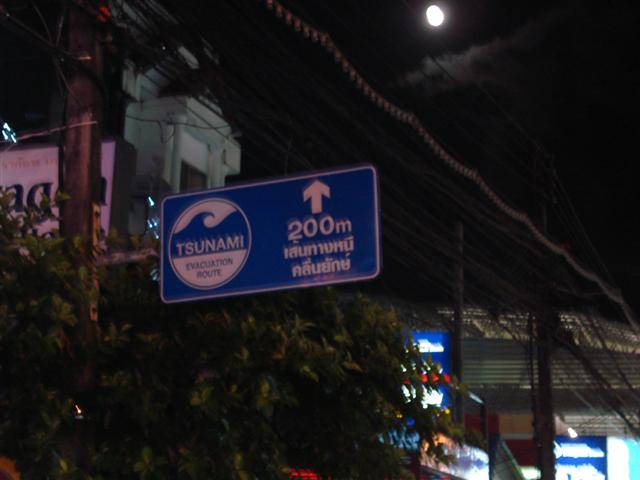 TSUNAMI
EVACUATION
ROUTE
200m
เส้นทางหนี
คลื่นยักษ์